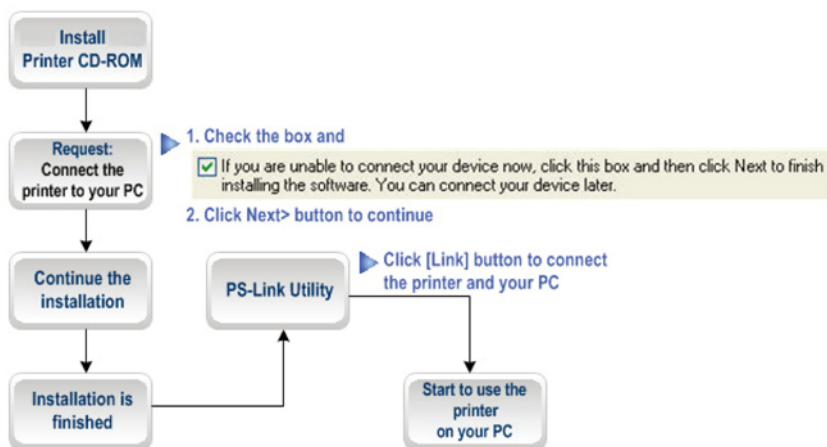 Install
Printer CD-ROM
Request:
Connect the
printer to your PC
1. Check the box and
If you are unable to connect your device now, click this box and then click Next to finish
installing the software. You can connect your device later.
2. Click Next> button to continue
Continue the
installation
PS-Link Utility
Click [Link] button to connect
the printer and your PC
Installation is
finished
Start to use the
printer
on your PC